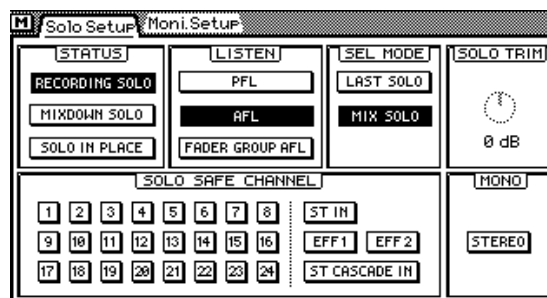 M Solo Setup Moni.Setup
STATUS LISTEN SEL MODE SOLO TRIM
RECORDING SOLO PFL LAST SOLO
MIXDOWN SOLO AFL MIX SOLO
SOLO IN PLACE FADER GROUP AFL 0 dB
SOLO SAFE CHANNEL MONO
1 2 3 4 5 6 7 8 ST IN
9 10 11 12 13 14 15 16 EFF1 EFF2 STEREO
17 18 19 20 21 22 23 24 ST CASCADE IN